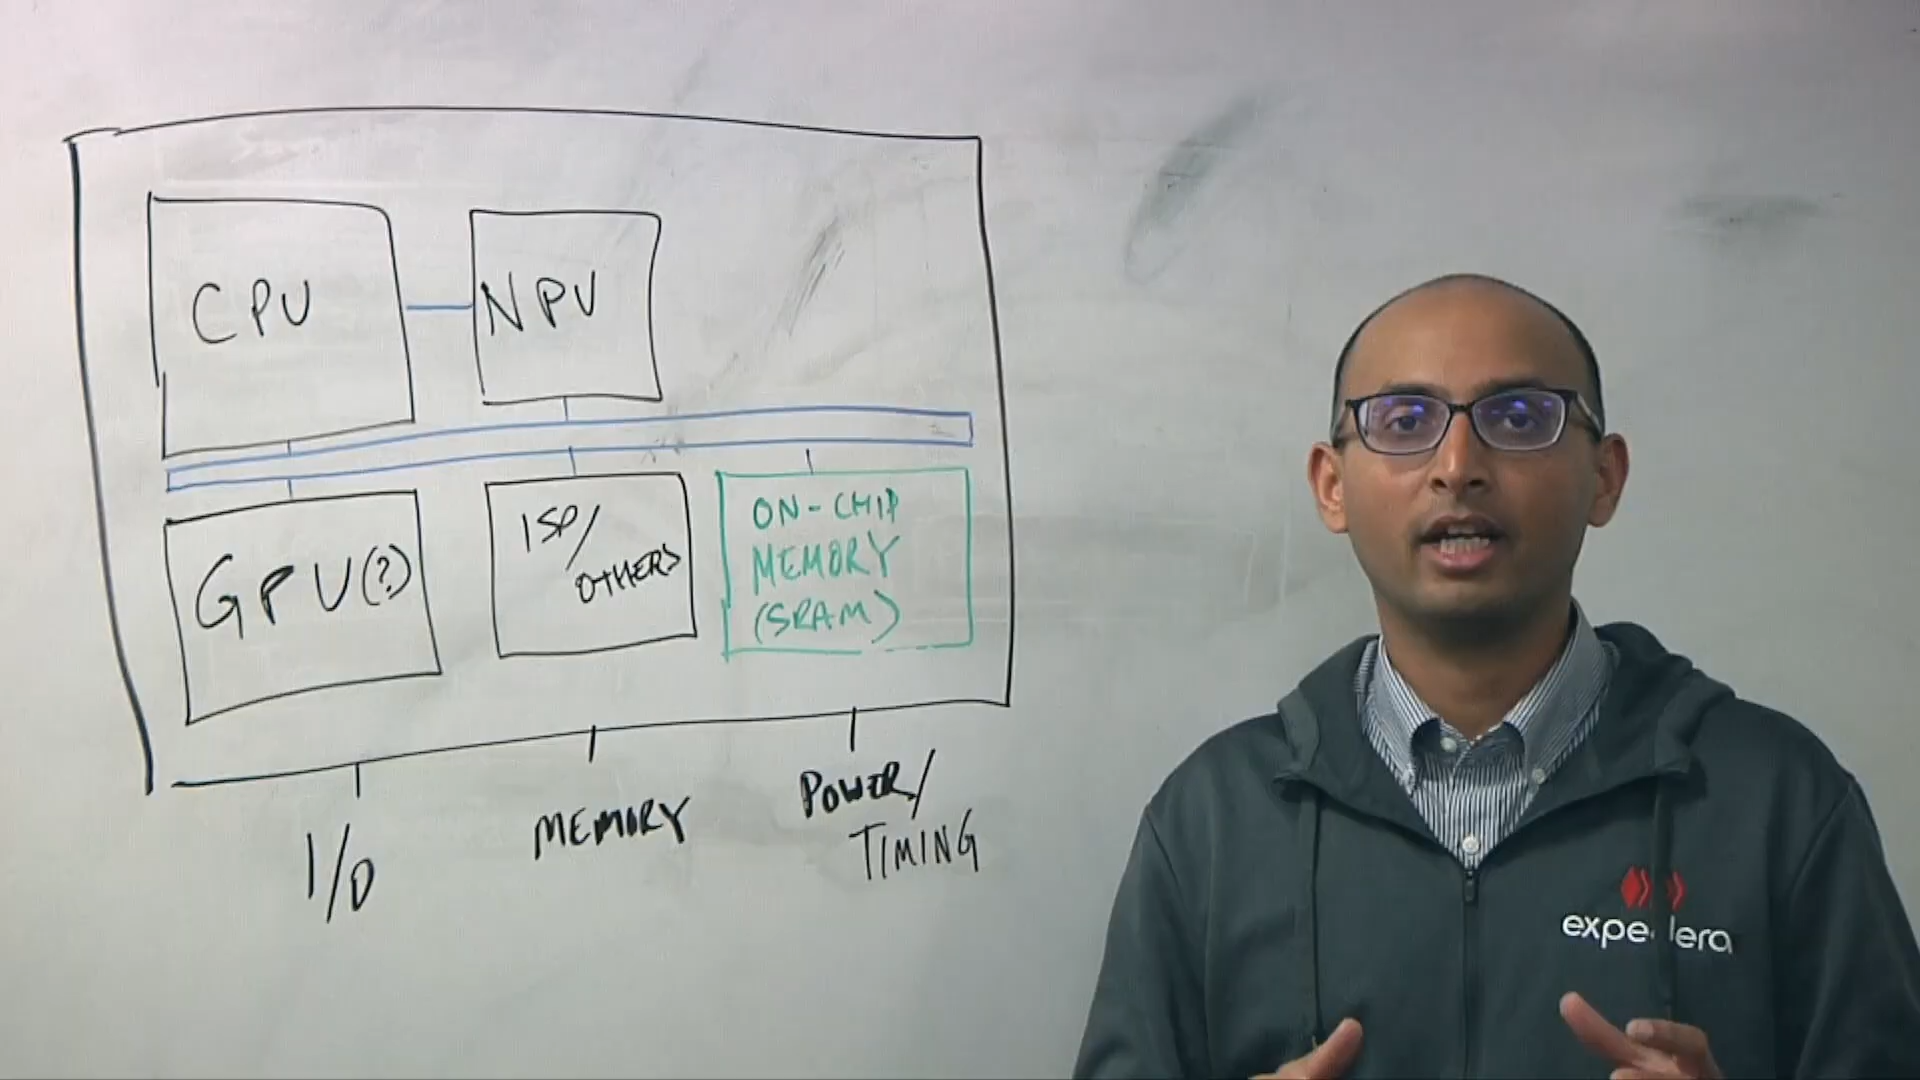 CPU
NPU
GPU(?)
ISP/
OTHERS
ON-CHIP
MEMORY
(SRAM)
I/O
MEMORY
POWER/
TIMING
expedera